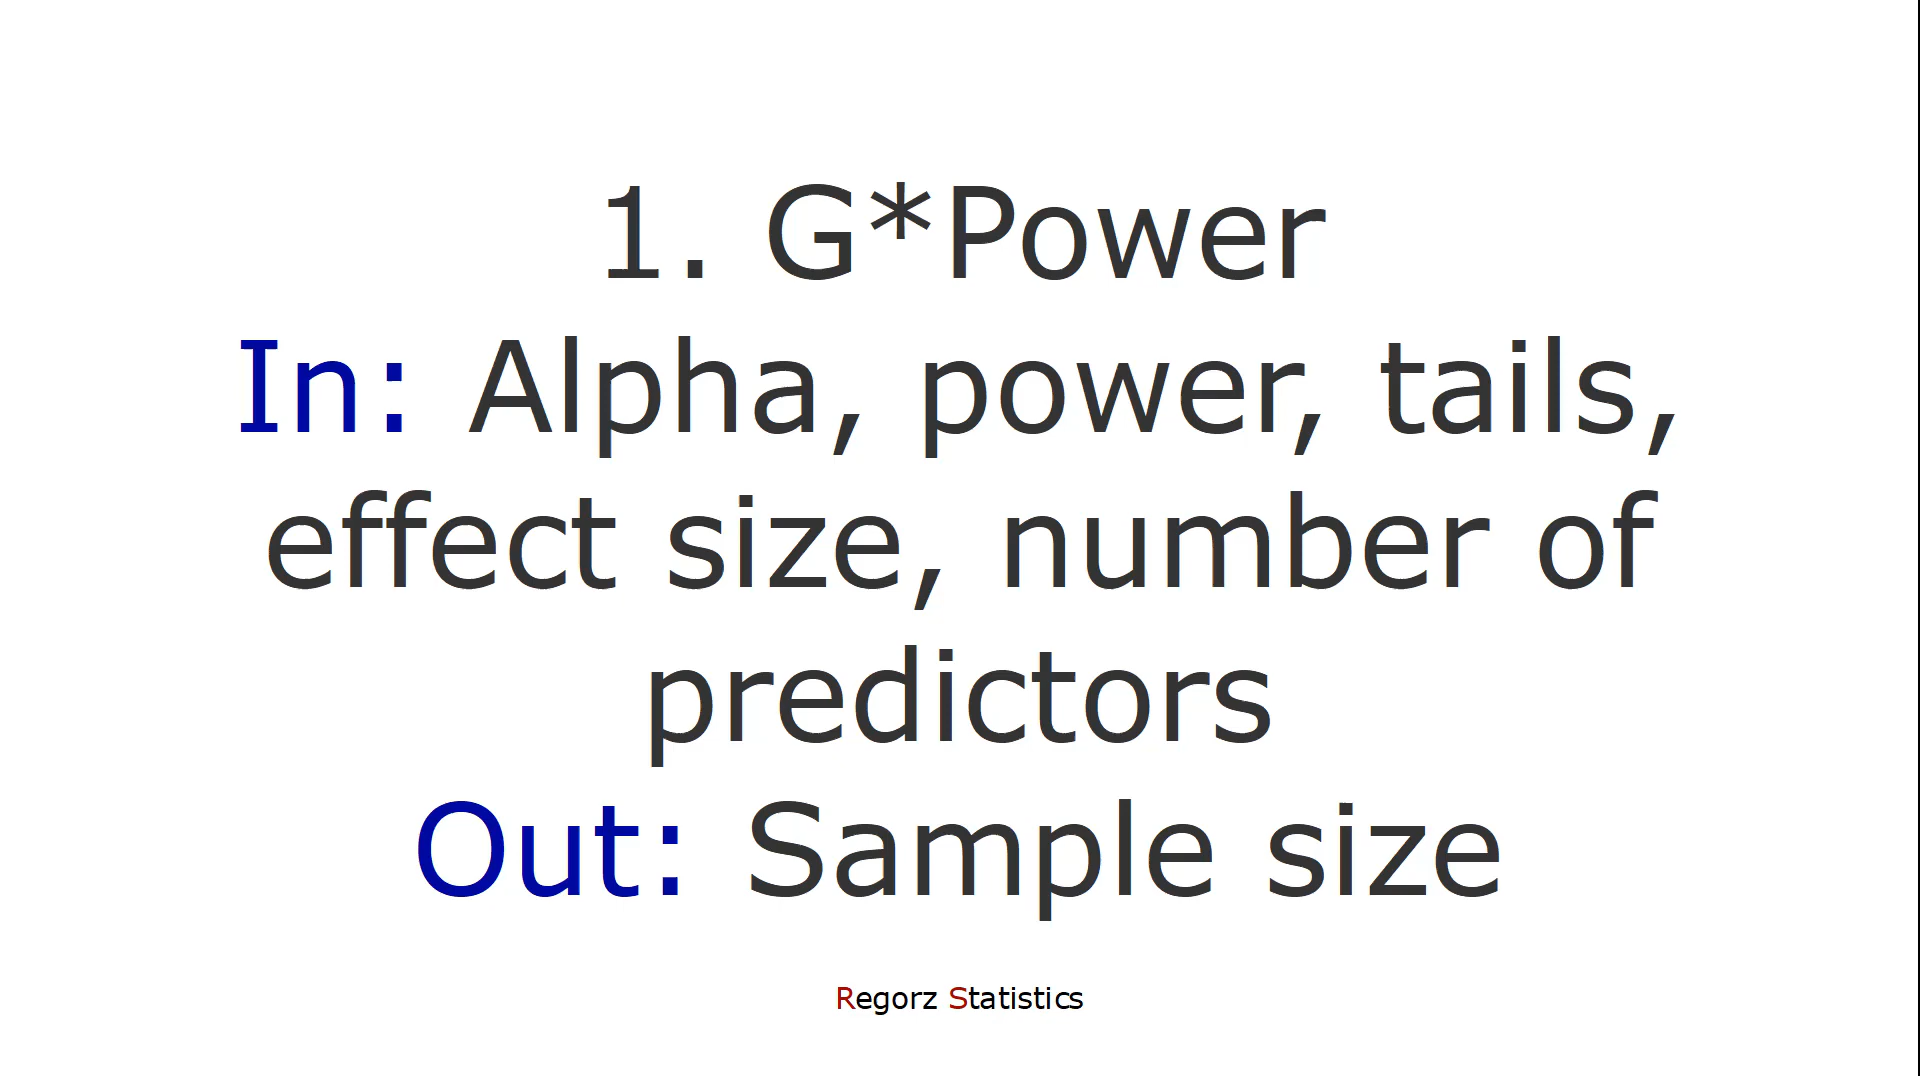 1. G*Power
In: Alpha, power, tails,
effect size, number of
predictors
Out: Sample size
Regorz Statistics